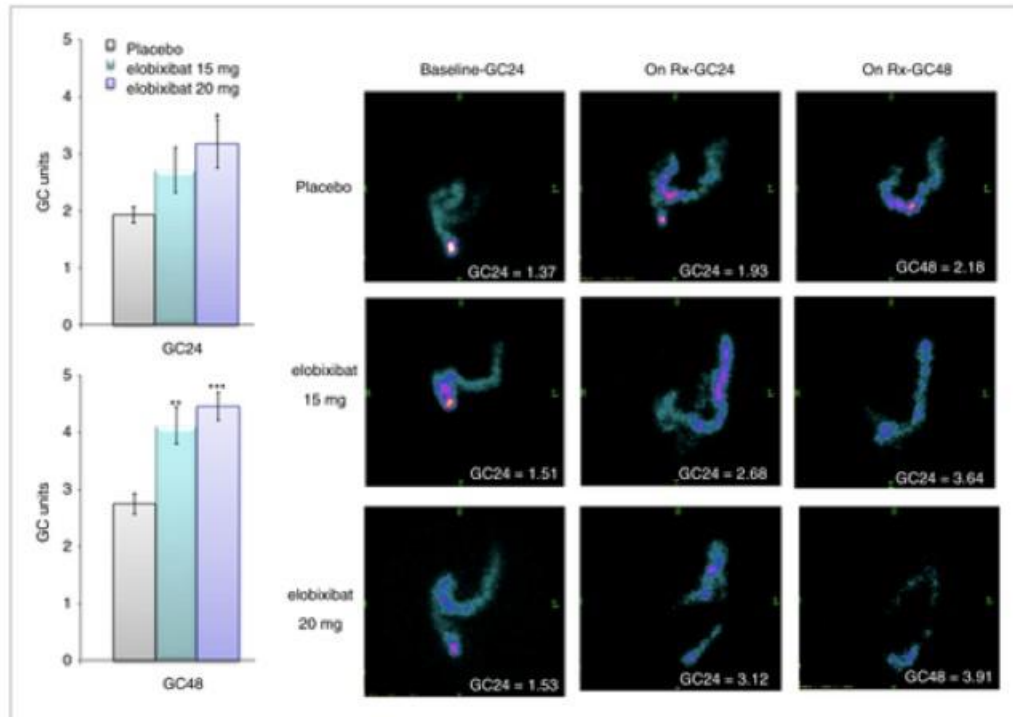 5
Placebo
elobixibat 15 mg
elobixibat 20 mg
4
3
2
1
0
GC units
*
GC24
5
4
3
2
1
0
GC units
**
***
GC48
Baseline-GC24
On Rx-GC24
On Rx-GC48
Placebo
GC24 = 1.37
GC24 = 1.93
GC48 = 2.18
elobixibat
15 mg
GC24 = 1.51
GC24 = 2.68
GC24 = 3.64
elobixibat
20 mg
GC24 = 1.53
GC24 = 3.12
GC48 = 3.91